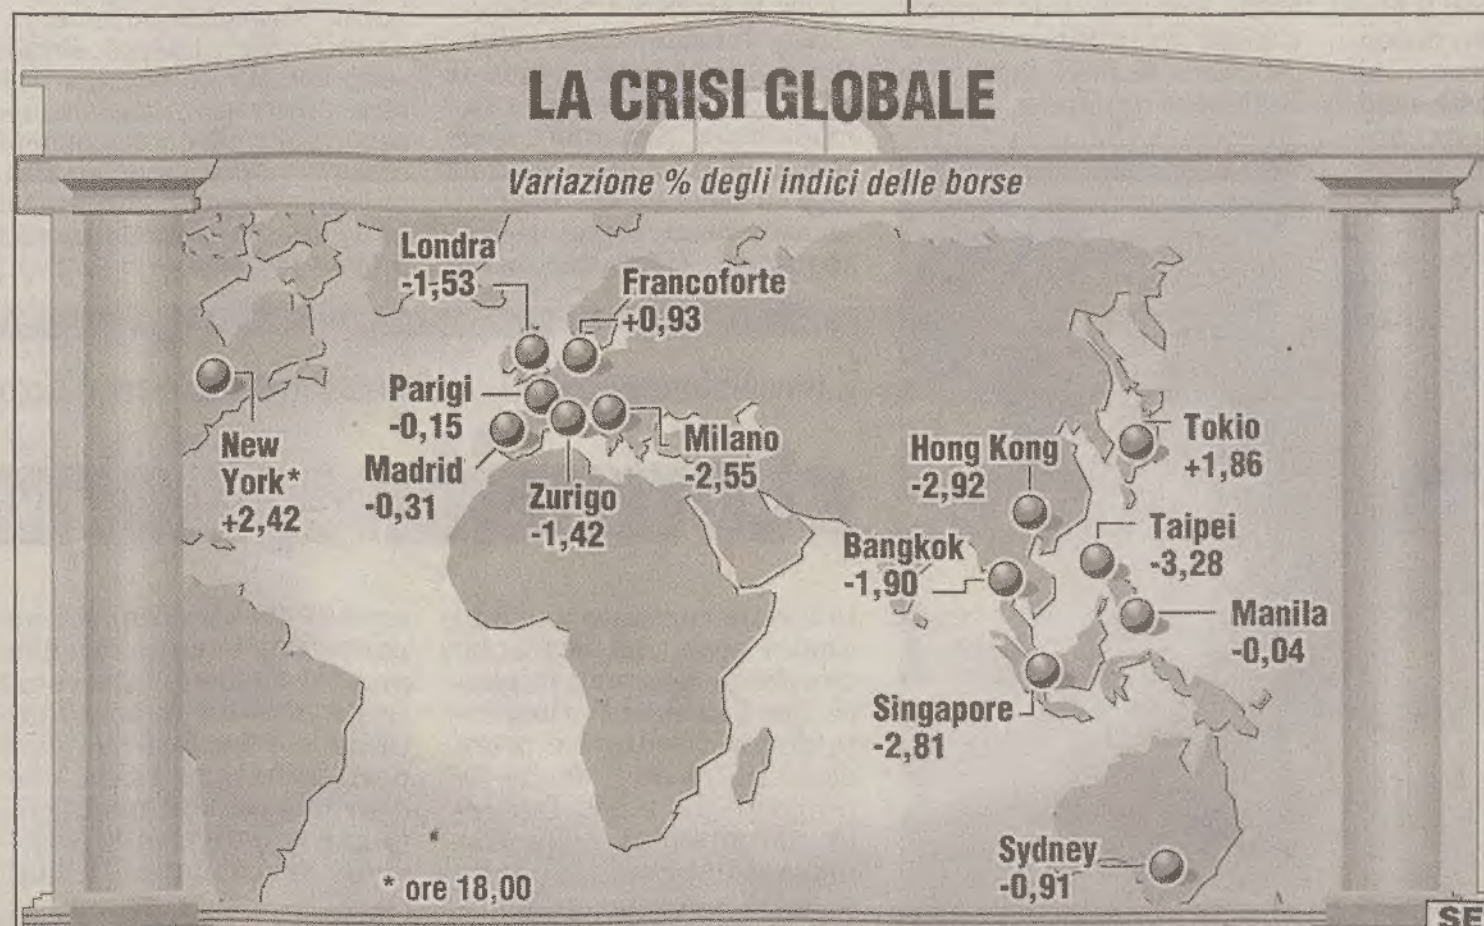 LA CRISI GLOBALE
Variazione % degli indici delle borse
Londra
-1,53
Francoforte
+0,93
Parigi
-0,15
New
York*
+2,42
Madrid
-0,31
Zurigo
-1,42
Milano
-2,55
Hong Kong
-2,92
Tokio
+1,86
Bangkok
-1,90
Taipei
-3,28
Manila
-0,04
Singapore
-2,81
Sydney
-0,91
* ore 18,00
SE